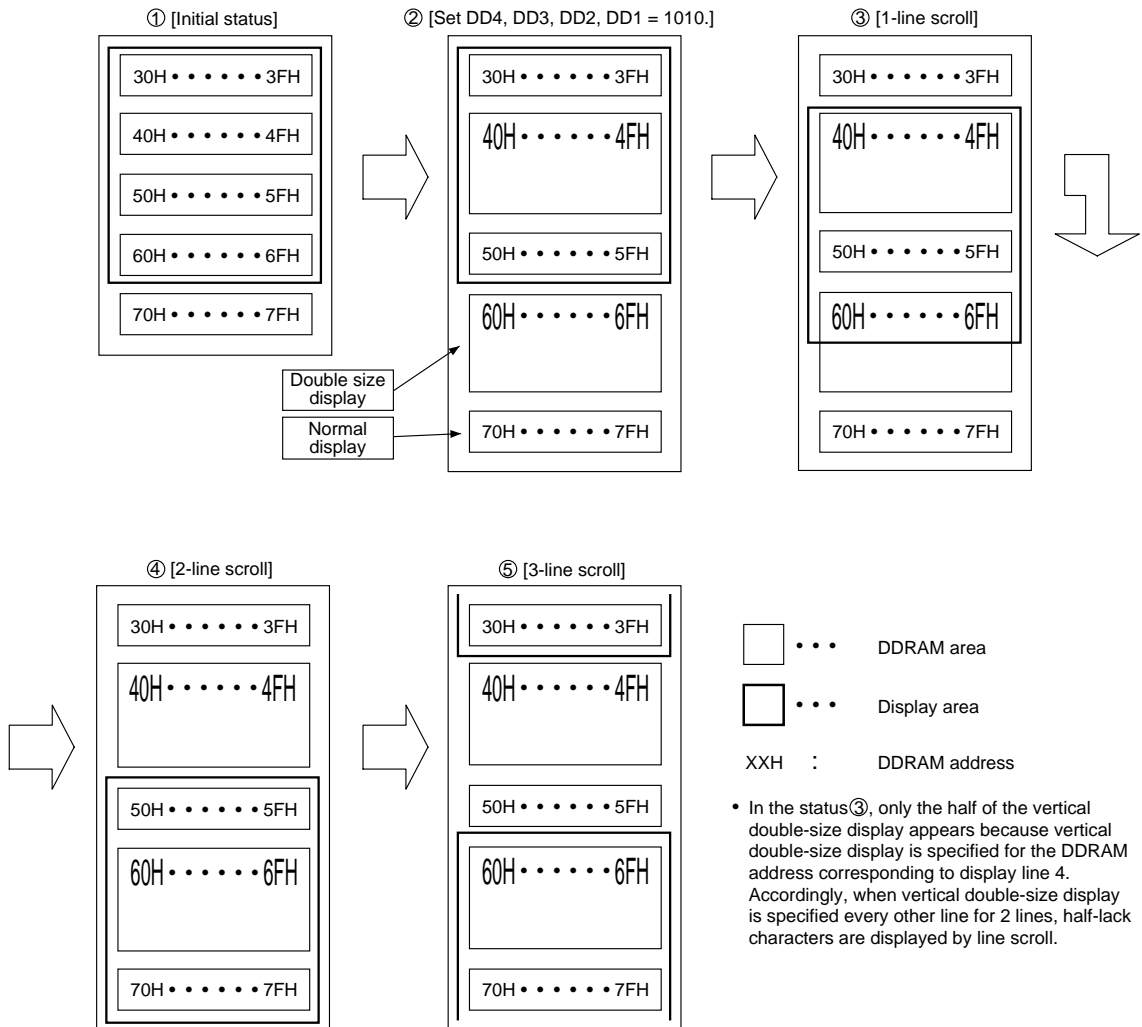 ① [Initial status]
30H • • • • • • 3FH
40H • • • • • • 4FH
50H • • • • • • 5FH
60H • • • • • • 6FH
70H • • • • • • 7FH
② [Set DD4, DD3, DD2, DD1 = 1010.]
30H • • • • • • 3FH
40H • • • • • • 4FH
50H • • • • • • 5FH
60H • • • • • • 6FH
70H • • • • • • 7FH
Double size
display
Normal
display
③ [1-line scroll]
30H • • • • • • 3FH
40H • • • • • • 4FH
50H • • • • • • 5FH
60H • • • • • • 6FH
70H • • • • • • 7FH
④ [2-line scroll]
30H • • • • • • 3FH
40H • • • • • • 4FH
50H • • • • • • 5FH
60H • • • • • • 6FH
70H • • • • • • 7FH
⑤ [3-line scroll]
30H • • • • • • 3FH
40H • • • • • • 4FH
50H • • • • • • 5FH
60H • • • • • • 6FH
70H • • • • • • 7FH
• • • DDRAM area
• • • Display area
XXH : DDRAM address
• In the status③, only the half of the vertical
double-size display appears because vertical
double-size display is specified for the DDRAM
address corresponding to display line 4.
Accordingly, when vertical double-size display
is specified every other line for 2 lines, half-lack
characters are displayed by line scroll.